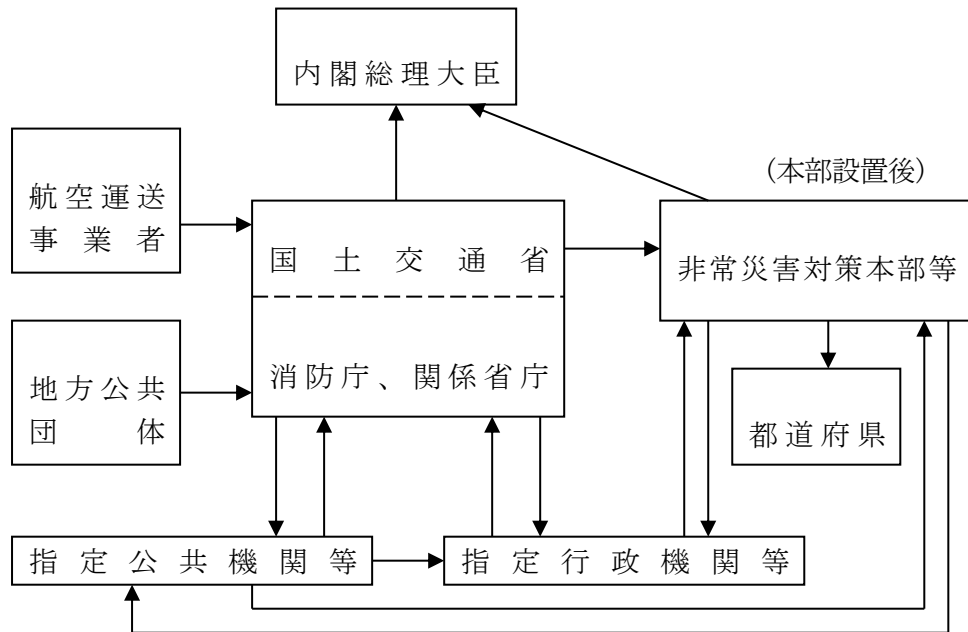 内閣総理大臣
航空運送
事業者
(本部設置後)
国土交通省
非常災害対策本部等
消防庁、関係省庁
地方公共
団体
都道府県
指定公共機関等
指定行政機関等